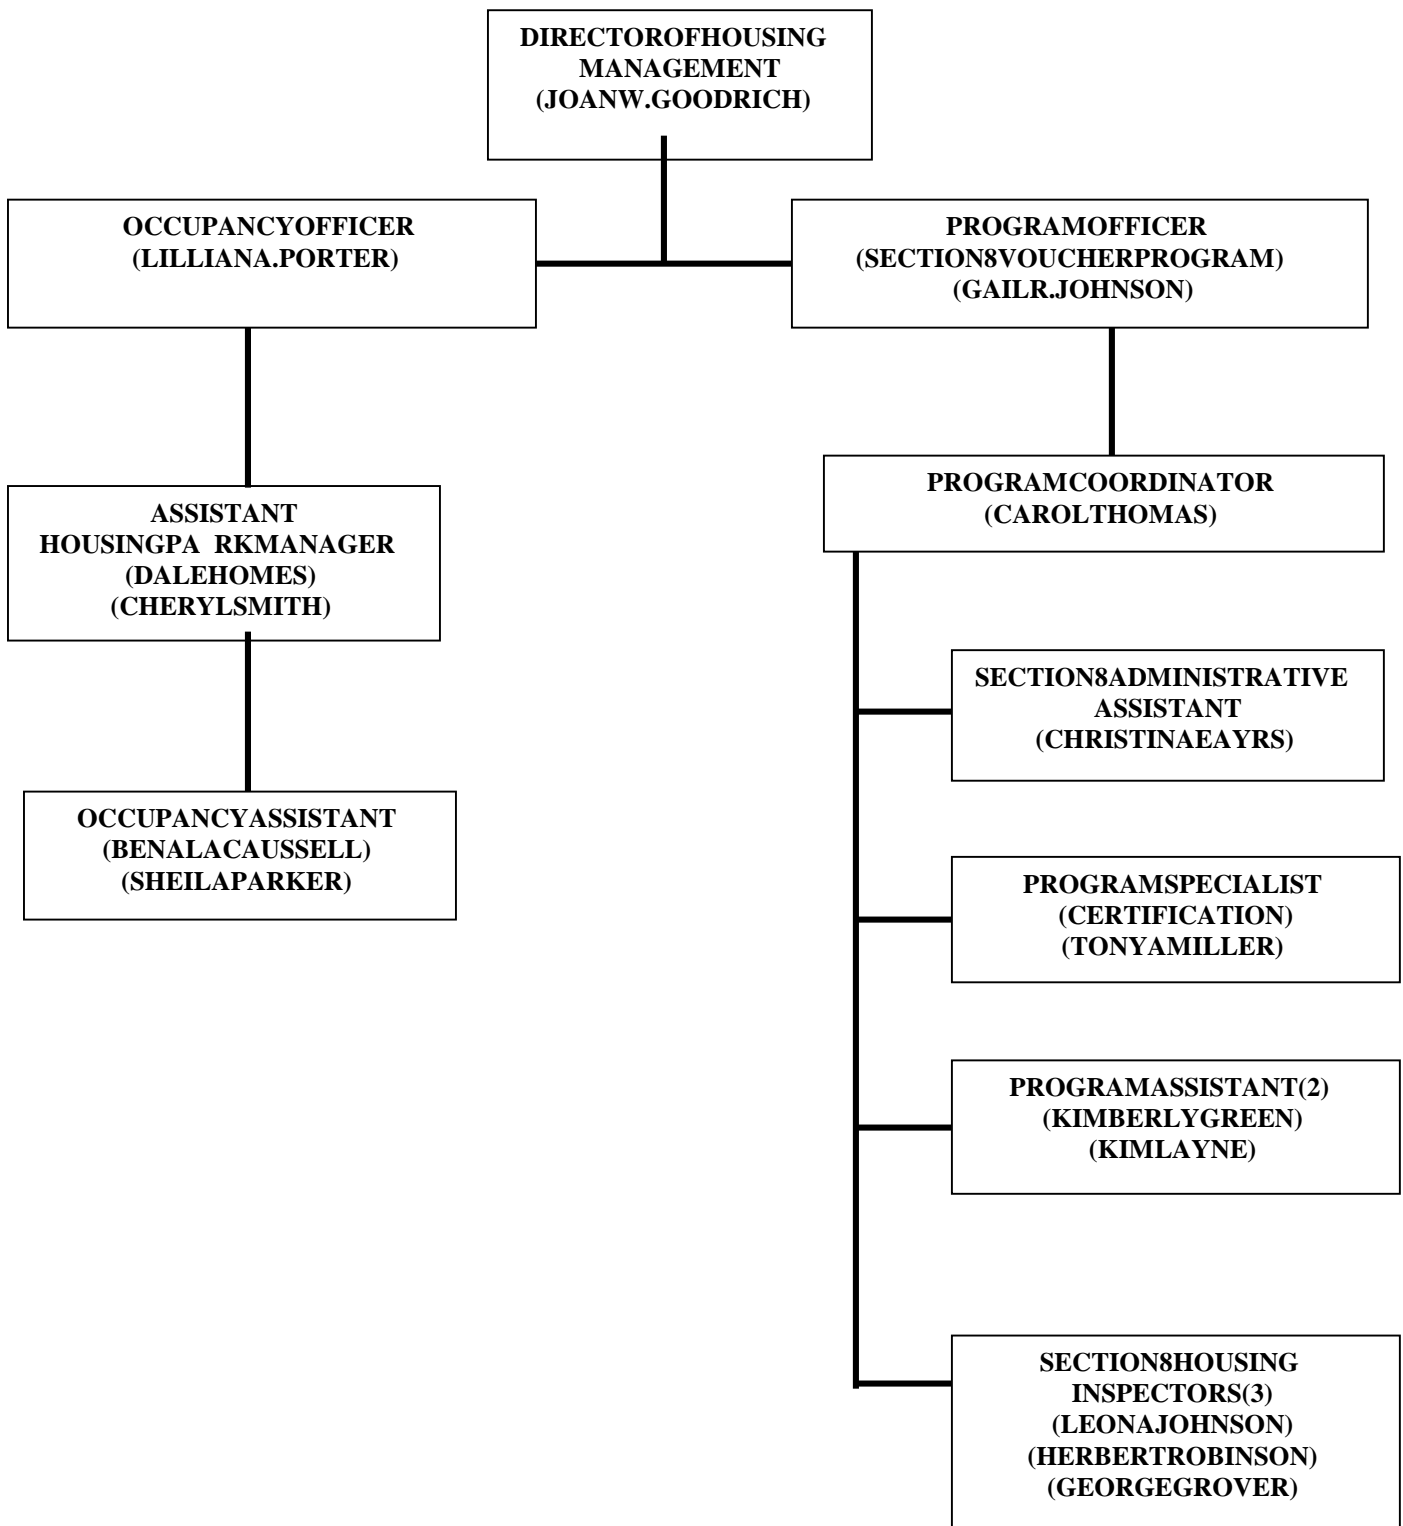 DIRECTOROFHOUSING
MANAGEMENT
(JOANW.GOODRICH)
OCCUPANCYOFFICER
(LILLIANA.PORTER)
PROGRAMOFFICER
(SECTION8VOUCHERPROGRAM)
(GAILR.JOHNSON)
ASSISTANT
HOUSINGPA RKMANAGER
(DALEHOMES)
(CHERYLSMITH)
OCCUPANCYASSISTANT
(BENALACAUSSELL)
(SHEILAPARKER)
PROGRAMCOORDINATOR
(CAROLTHOMAS)
SECTION8ADMINISTRATIVE
ASSISTANT
(CHRISTINAEAYRS)
PROGRAMSPECIALIST
(CERTIFICATION)
(TONYAMILLER)
PROGRAMASSISTANT(2)
(KIMBERLYGREEN)
(KIMLAYNE)
SECTION8HOUSING
INSPECTORS(3)
(LEONAJOHNSON)
(HERBERTROBINSON)
(GEORGEGROVER)